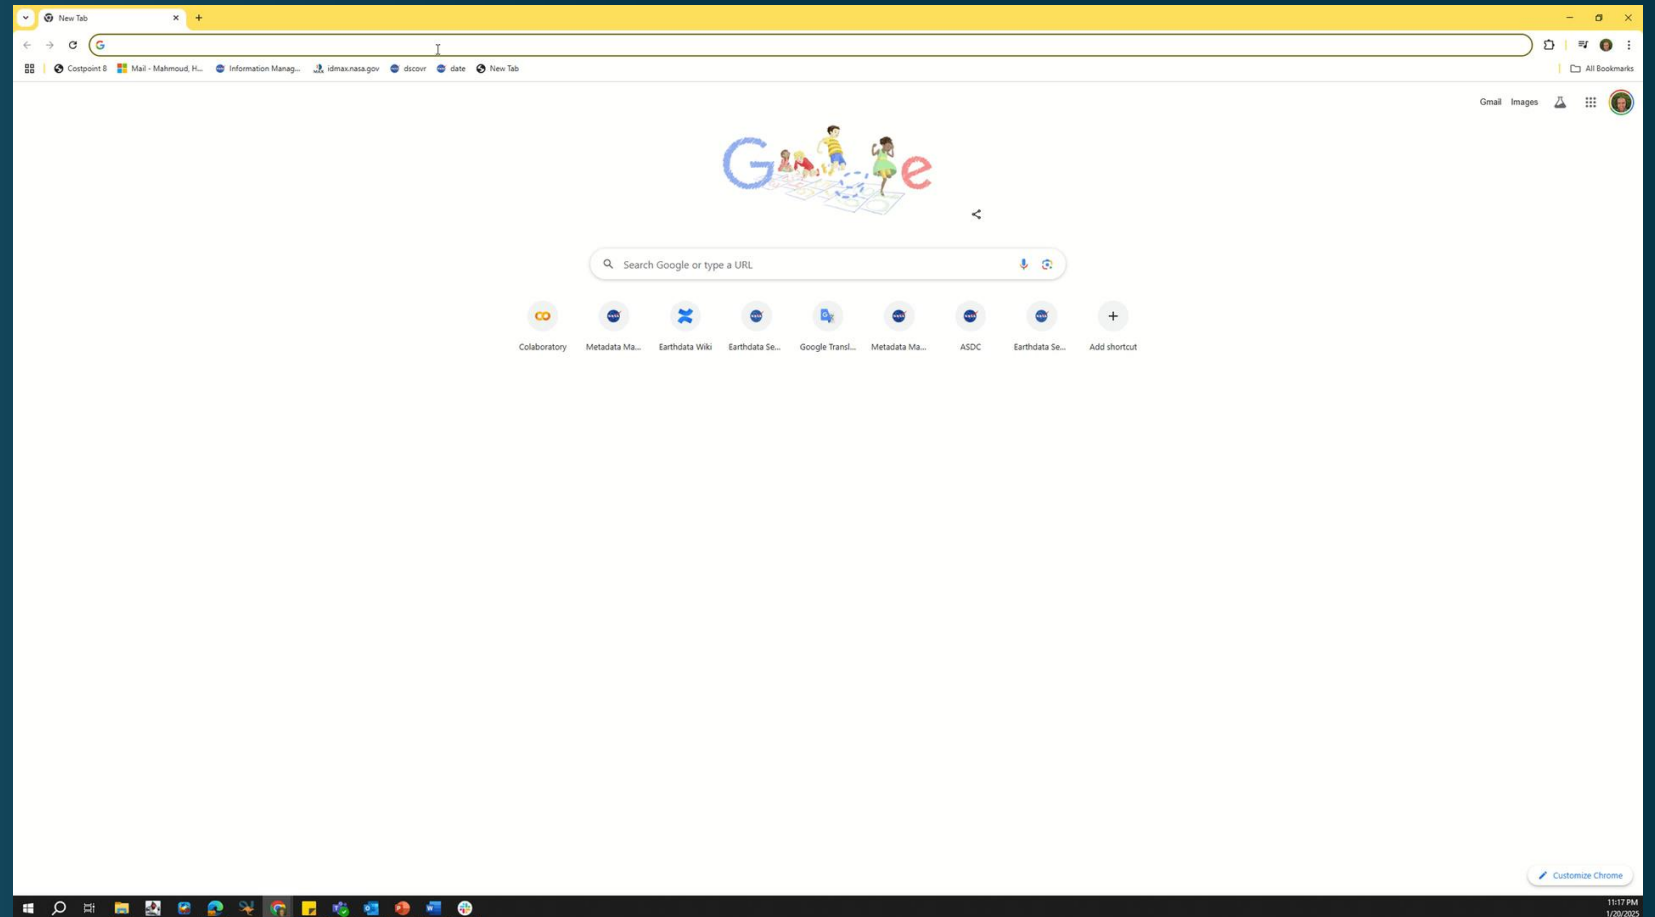 New Tab
Costpoint 8
Mail - Mahmoud, H...
Information Manag...
idmax.nasa.gov
dscovr
date
New Tab
All Bookmarks
Gmail
Images
Google
Search Google or type a URL
Colaboratory
Metadata Ma...
Earthdata Wiki
Earthdata Se...
Google Transl...
Metadata Ma...
ASDC
Earthdata Se...
Add shortcut
Customize Chrome
11:17 PM
1/20/2025